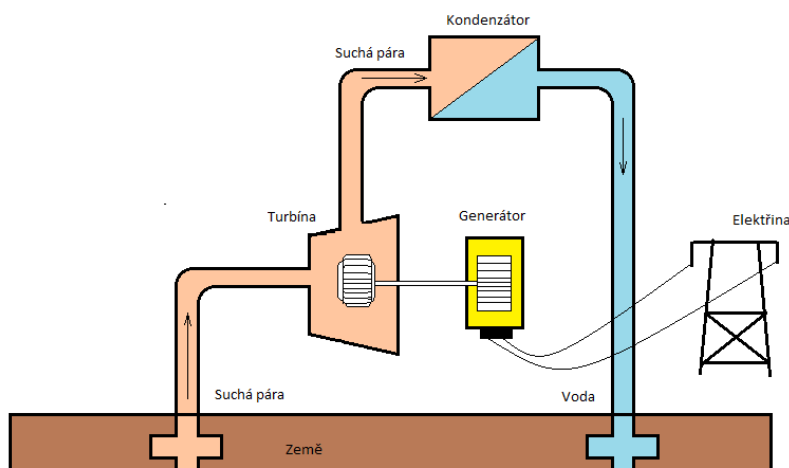 Kondenzátor
Suchá pára
Turbína
Generátor
Elektřina
Suchá pára
Voda
Země